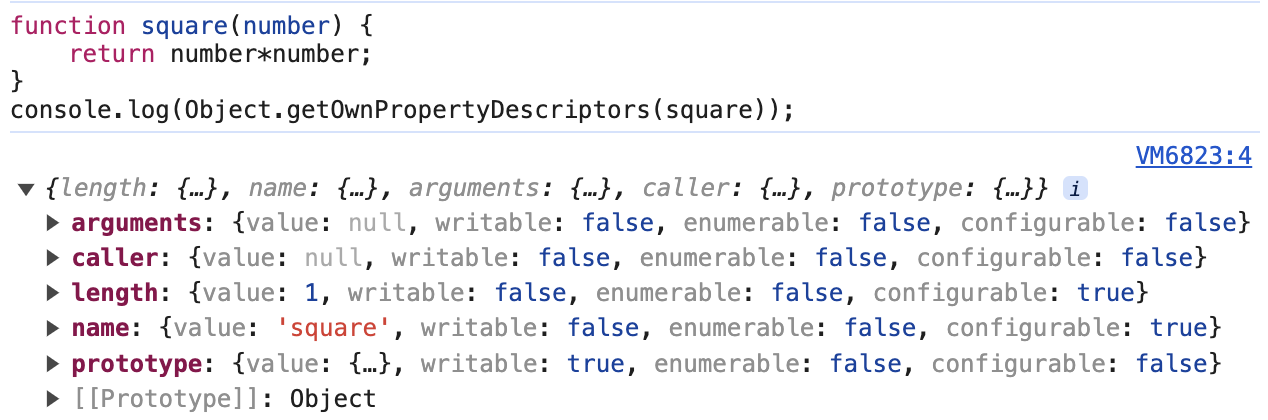 function square(number) {
    return number*number;
}
console.log(Object.getOwnPropertyDescriptors(square));
VM6823:4
▼ {length: {…}, name: {…}, arguments: {…}, caller: {…}, prototype: {…}} i
▶ arguments: {value: null, writable: false, enumerable: false, configurable: false}
▶ caller: {value: null, writable: false, enumerable: false, configurable: false}
▶ length: {value: 1, writable: false, enumerable: false, configurable: true}
▶ name: {value: 'square', writable: false, enumerable: false, configurable: true}
▶ prototype: {value: {…}, writable: true, enumerable: false, configurable: false}
▶ [[Prototype]]: Object